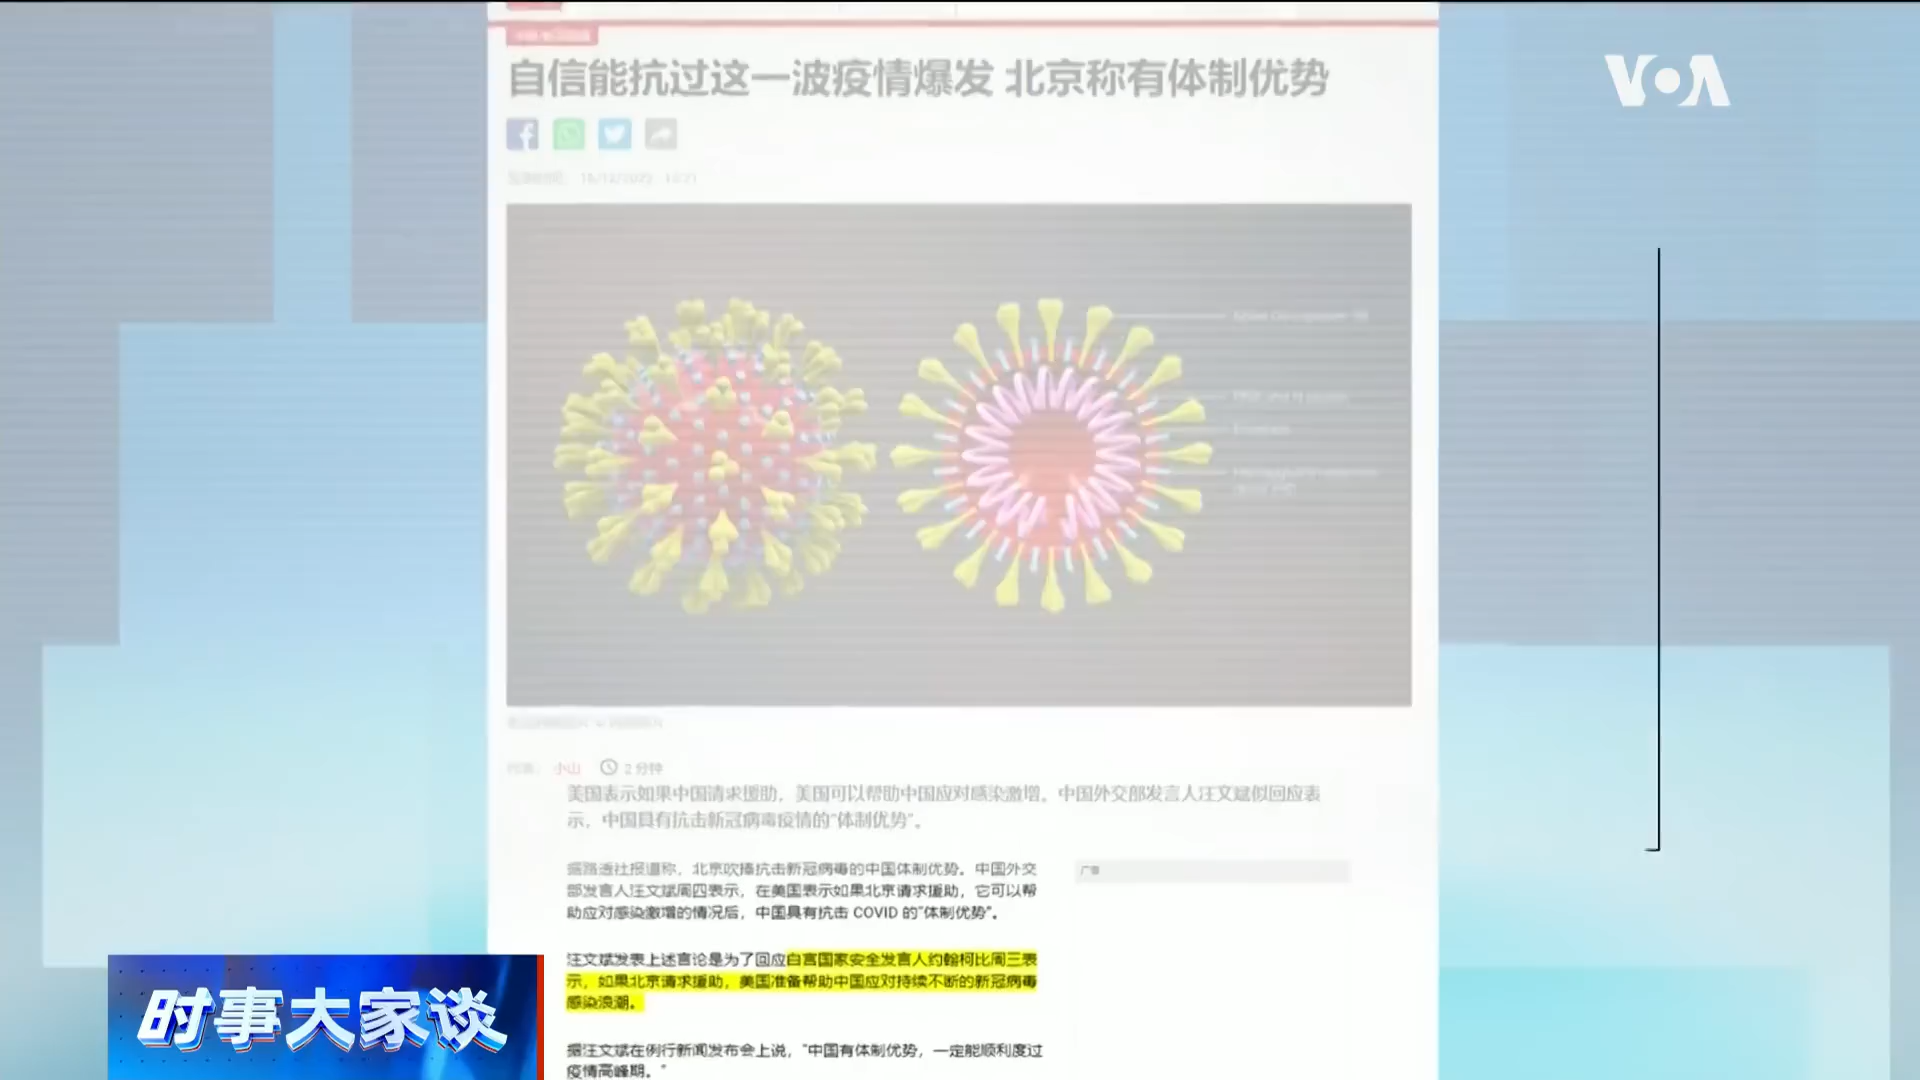 自信能抗过这一波疫情爆发 北京称有体制优势
VOA
小山 2 分钟
美国表示如果中国请求援助，美国可以帮助中国应对感染激增。中国外交部发言人汪文斌似回应表
示，中国具有抗击新冠病毒疫情的“体制优势”。
据路透社报道称，北京吹捧抗击新冠病毒的中国体制优势。中国外交
部发言人汪文斌周四表示，在美国表示如果北京请求援助，它可以帮
助应对感染激增的情况后，中国具有抗击 COVID 的“体制优势”。
广告
汪文斌发表上述言论是为了回应白宫国家安全发言人约翰柯比周三表
示，如果北京请求援助，美国准备帮助中国应对持续不断的新冠病毒
感染浪潮。
据汪文斌在例行新闻发布会上说，“中国有体制优势，一定能顺利度过
疫情高峰期。”
时事大家谈